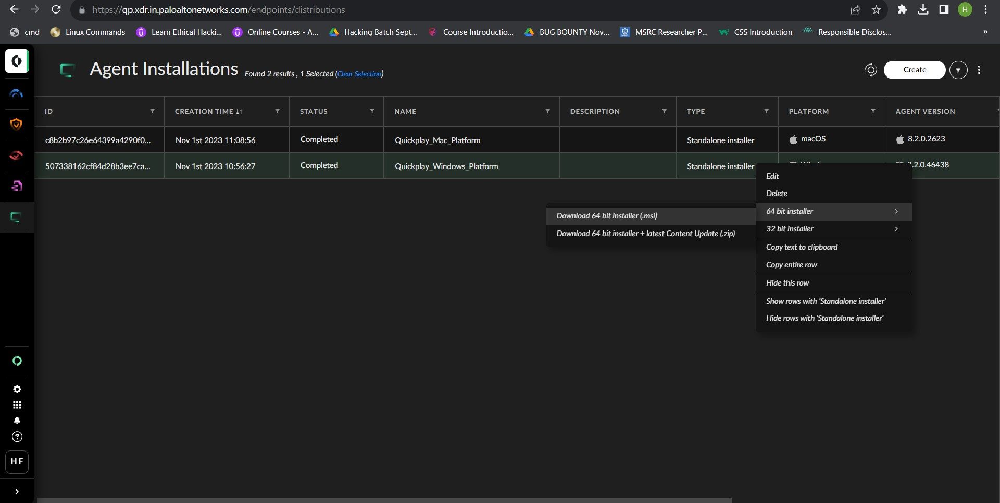 https://qp.xdr.in.paloaltonetworks.com/endpoints/distributions
H
cmd
Linux Commands
Learn Ethical Hacki...
Online Courses - A...
Hacking Batch Sept...
Course Introductio...
BUG BOUNTY Nov...
MSRC Researcher P...
CSS Introduction
Responsible Disclos...
»
Agent Installations
Found 2 results , 1 Selected (Clear Selection)
Create
ID CREATION TIME STATUS NAME DESCRIPTION TYPE PLATFORM AGENT VERSION
c8b2b97c26e64399a4290f0... Nov 1st 2023 11:08:56 Completed Quickplay_Mac_Platform Standalone installer macOS 8.2.0.2623
507338162cf84d28b3ee7ca... Nov 1st 2023 10:56:27 Completed Quickplay_Windows_Platform Standalone installer .2.0.46438
Edit
Delete
64 bit installer
32 bit installer
Copy text to clipboard
Copy entire row
Hide this row
Show rows with 'Standalone installer'
Hide rows with 'Standalone installer'
Download 64 bit installer (.msi)
Download 64 bit installer + latest Content Update (.zip)
HF